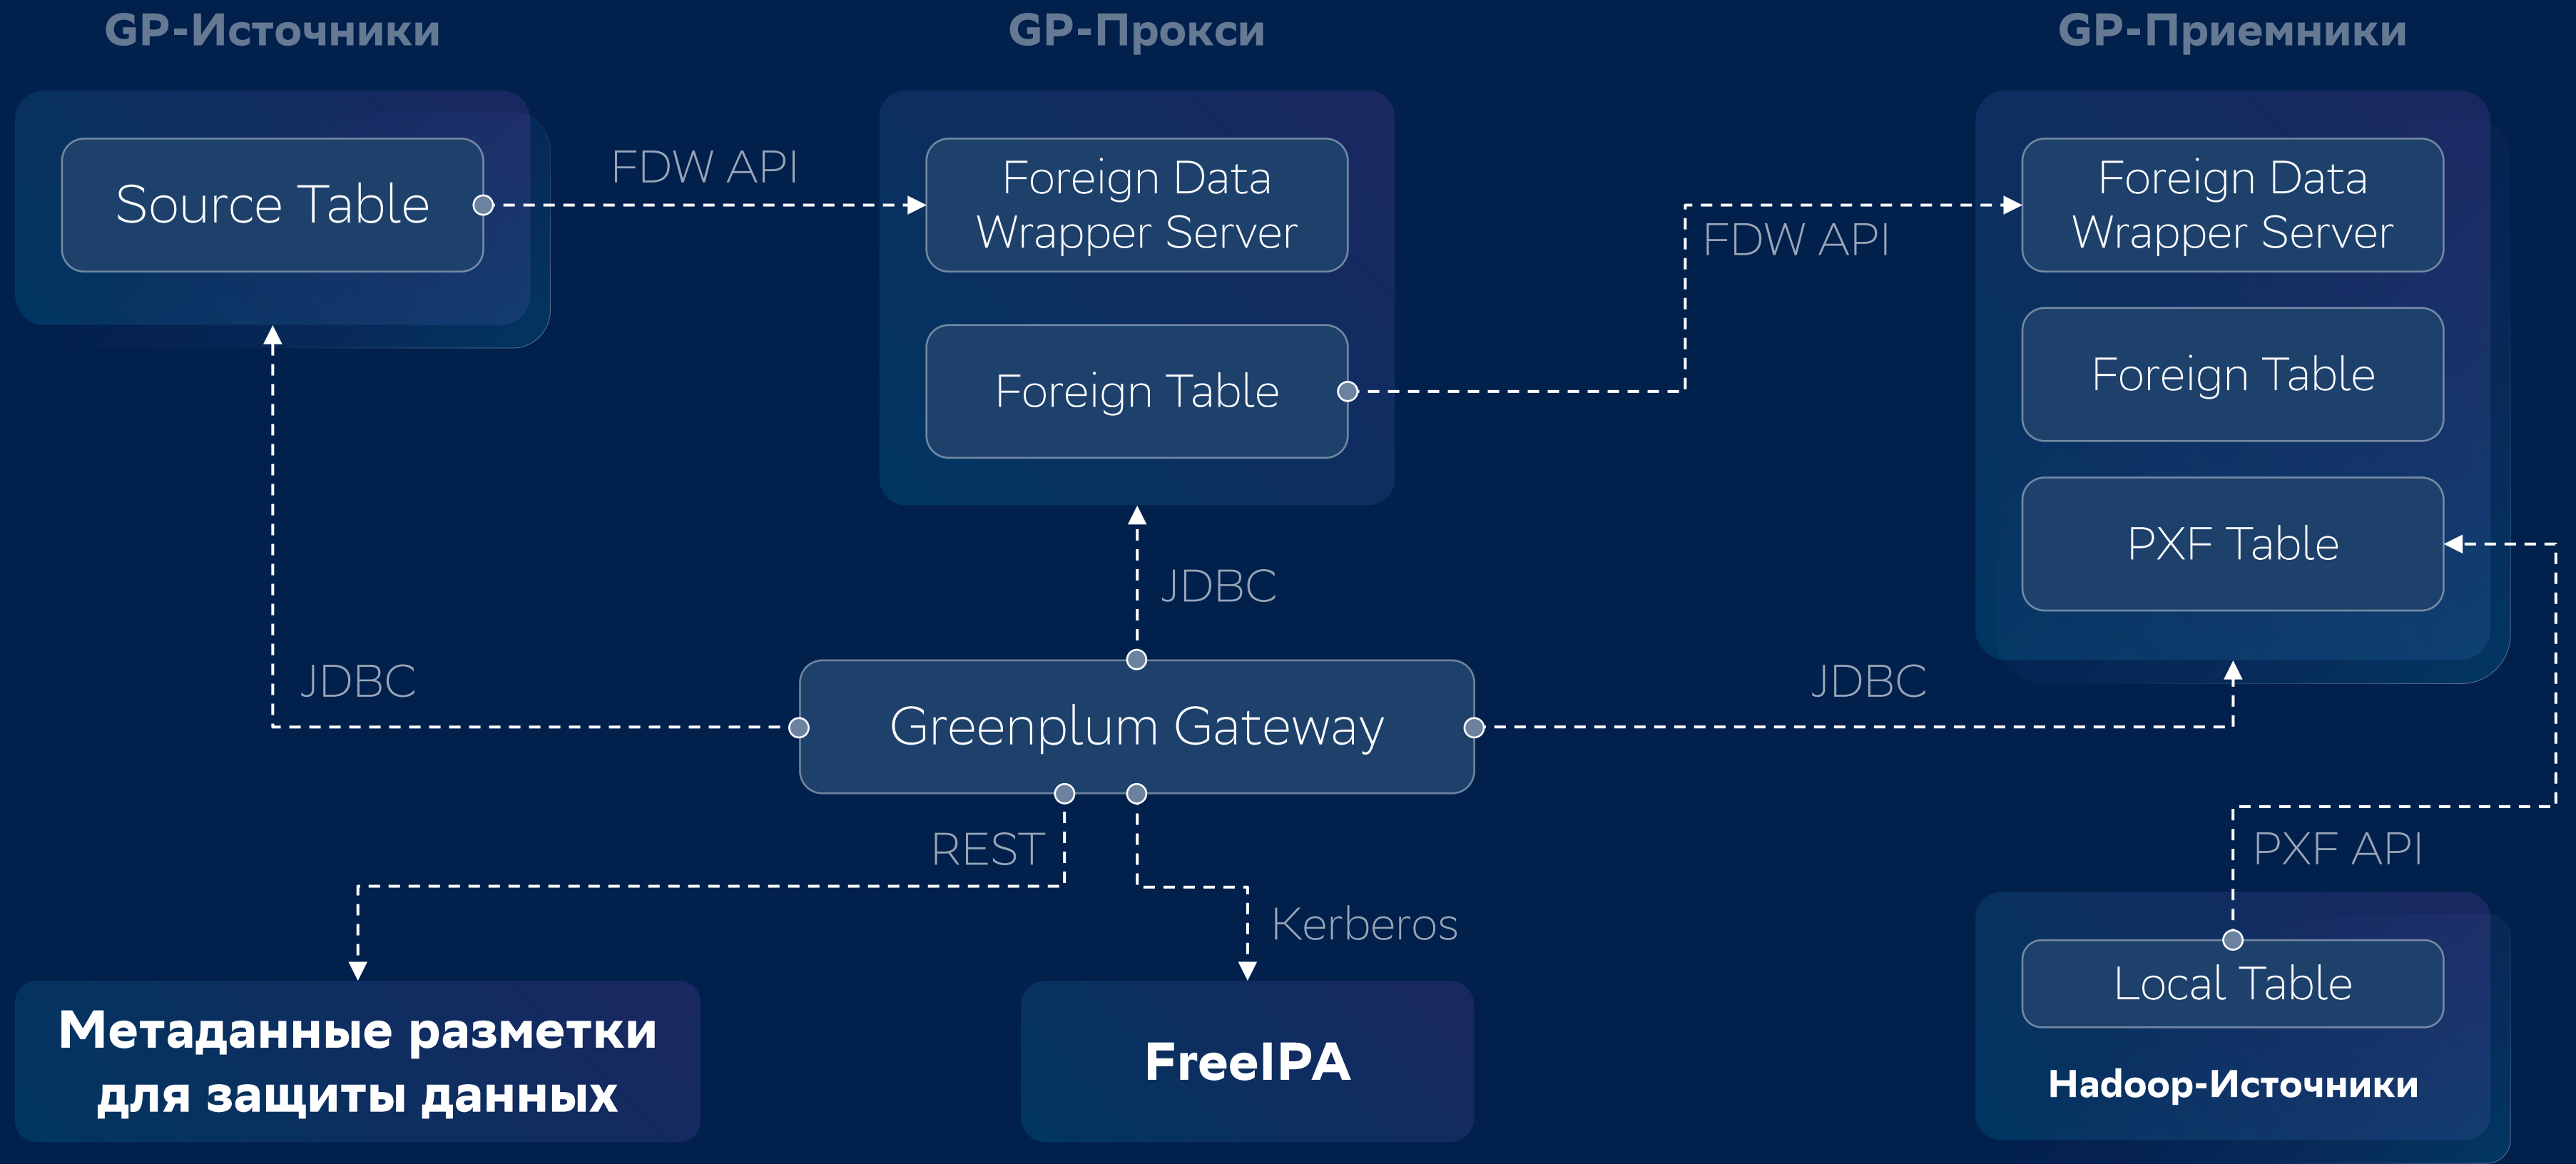 GP-Источники
GP-Прокси
GP-Приемники
Source Table
FDW API
Foreign Data
Wrapper Server
FDW API
Foreign Data
Wrapper Server
Foreign Table
Foreign Table
PXF Table
JDBC
JDBC
JDBC
Greenplum Gateway
REST
Kerberos
PXF API
Метаданные разметки
для защиты данных
FreeIPA
Local Table
Hadoop-Источники